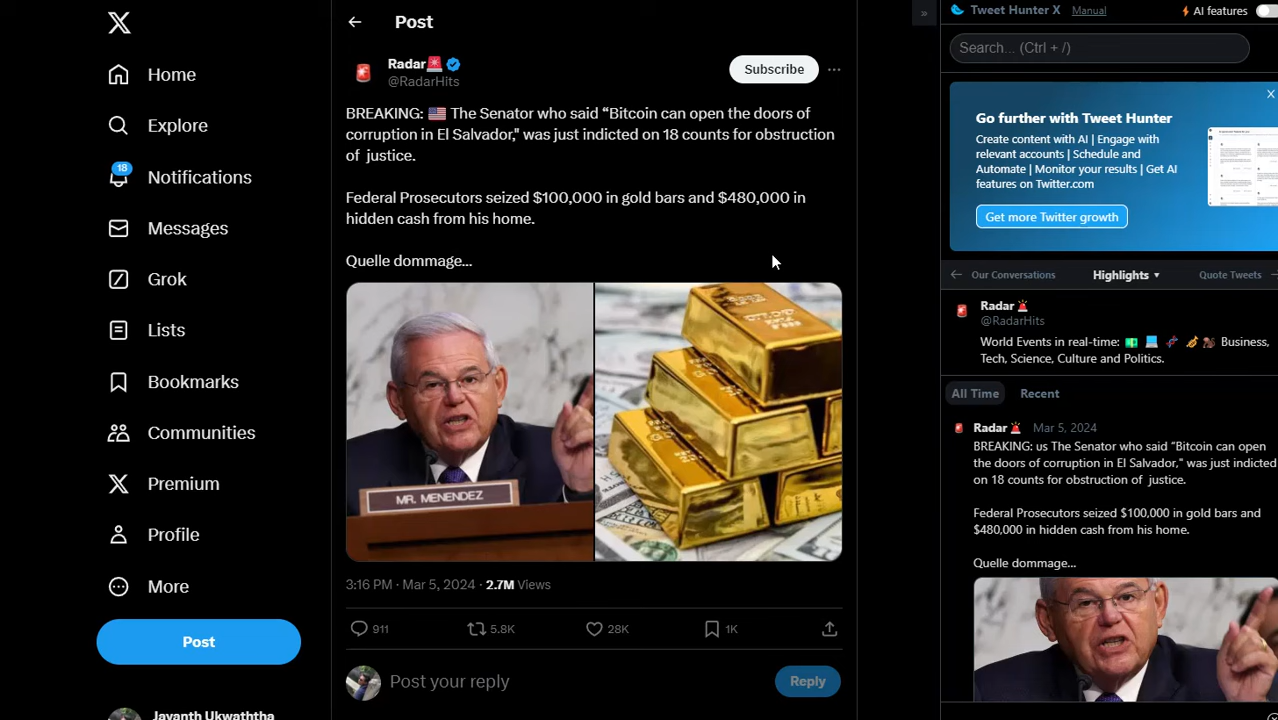 Post
Radar
@RadarHits
Subscribe
BREAKING: 🇺🇸 The Senator who said “Bitcoin can open the doors of
corruption in El Salvador," was just indicted on 18 counts for obstruction
of justice.
Federal Prosecutors seized $100,000 in gold bars and $480,000 in
hidden cash from his home.
Quelle dommage...
MR. MENENDEZ
3:16 PM · Mar 5, 2024 · 2.7M Views
911
5.8K
28K
1K
Post your reply
Reply
Home
Explore
18
Notifications
Messages
Grok
Lists
Bookmarks
Communities
Premium
Profile
More
Post
Jayanth Ukwaththa
»
Tweet Hunter X
Manual
AI features
Search... (Ctrl + /)
X
Go further with Tweet Hunter
Create content with AI | Engage with
relevant accounts | Schedule and
Automate | Monitor your results | Get AI
features on Twitter.com
Get more Twitter growth
Our Conversations
Highlights
Quote Tweets
Radar
@RadarHits
World Events in real-time: Business,
Tech, Science, Culture and Politics.
All Time
Recent
Radar
Mar 5, 2024
BREAKING: us The Senator who said “Bitcoin can open
the doors of corruption in El Salvador," was just indicted
on 18 counts for obstruction of justice.
Federal Prosecutors seized $100,000 in gold bars and
$480,000 in hidden cash from his home.
Quelle dommage...